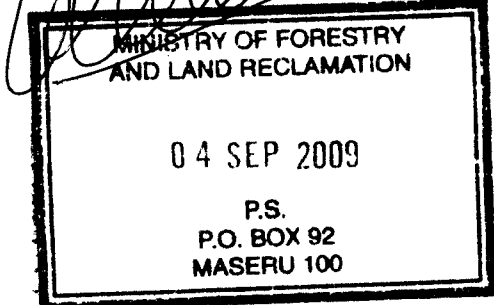 MINISTRY OF FORESTRY
AND LAND RECLAMATION
04 SEP 2009
P.S.
P.O. BOX 92
MASERU 100